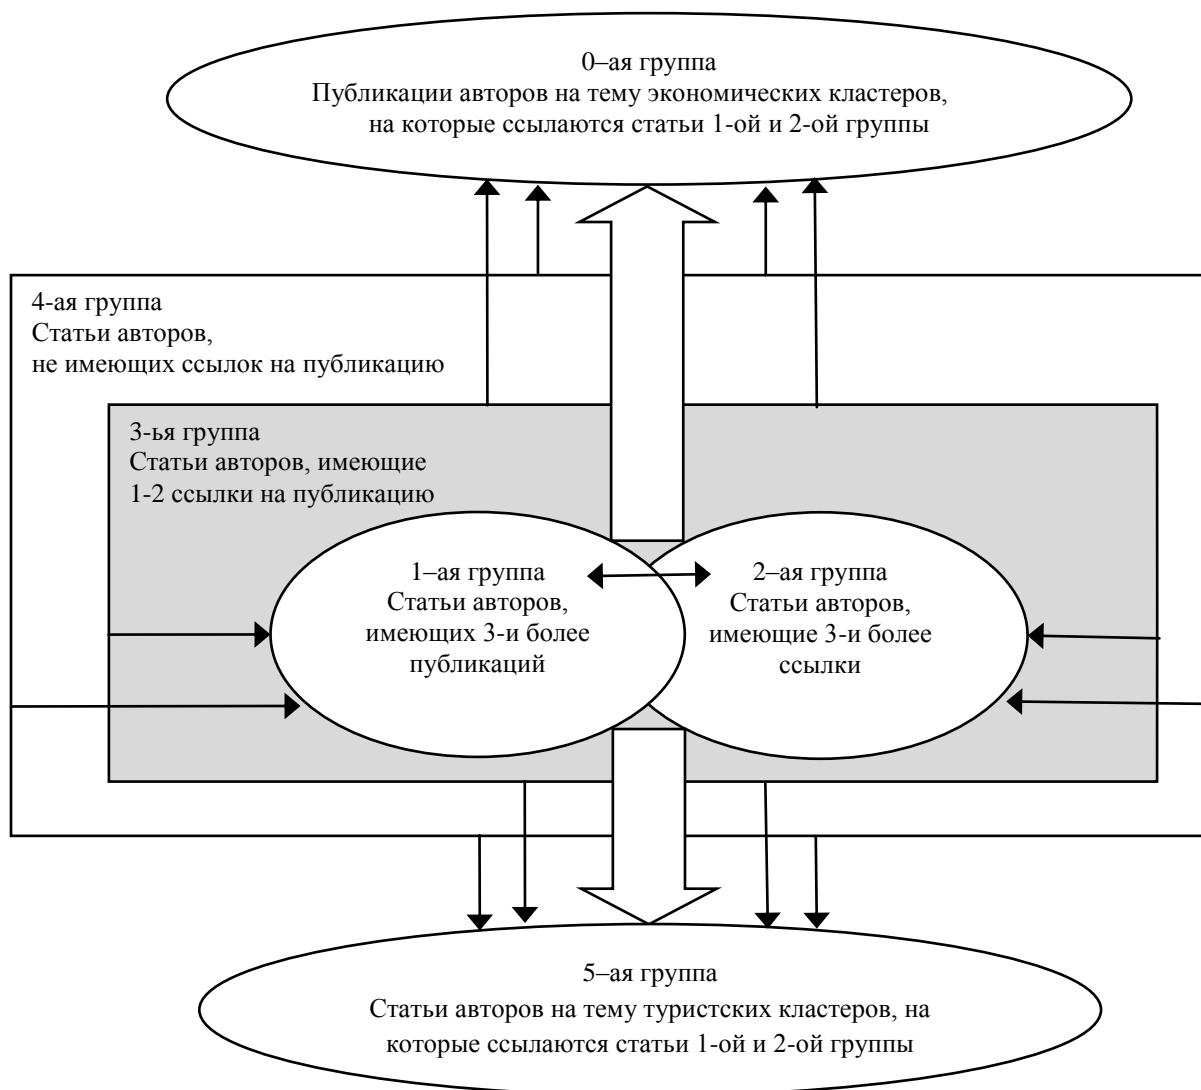 0–ая группа
Публикации авторов на тему экономических кластеров,
на которые ссылаются статьи 1-ой и 2-ой группы
4-ая группа
Статьи авторов,
не имеющих ссылок на публикацию
3-ья группа
Статьи авторов, имеющие
1-2 ссылки на публикацию
1–ая группа
Статьи авторов,
имеющих 3-и более
публикаций
2–ая группа
Статьи авторов,
имеющие 3-и более
ссылки
5–ая группа
Статьи авторов на тему туристских кластеров, на
которые ссылаются статьи 1-ой и 2-ой группы